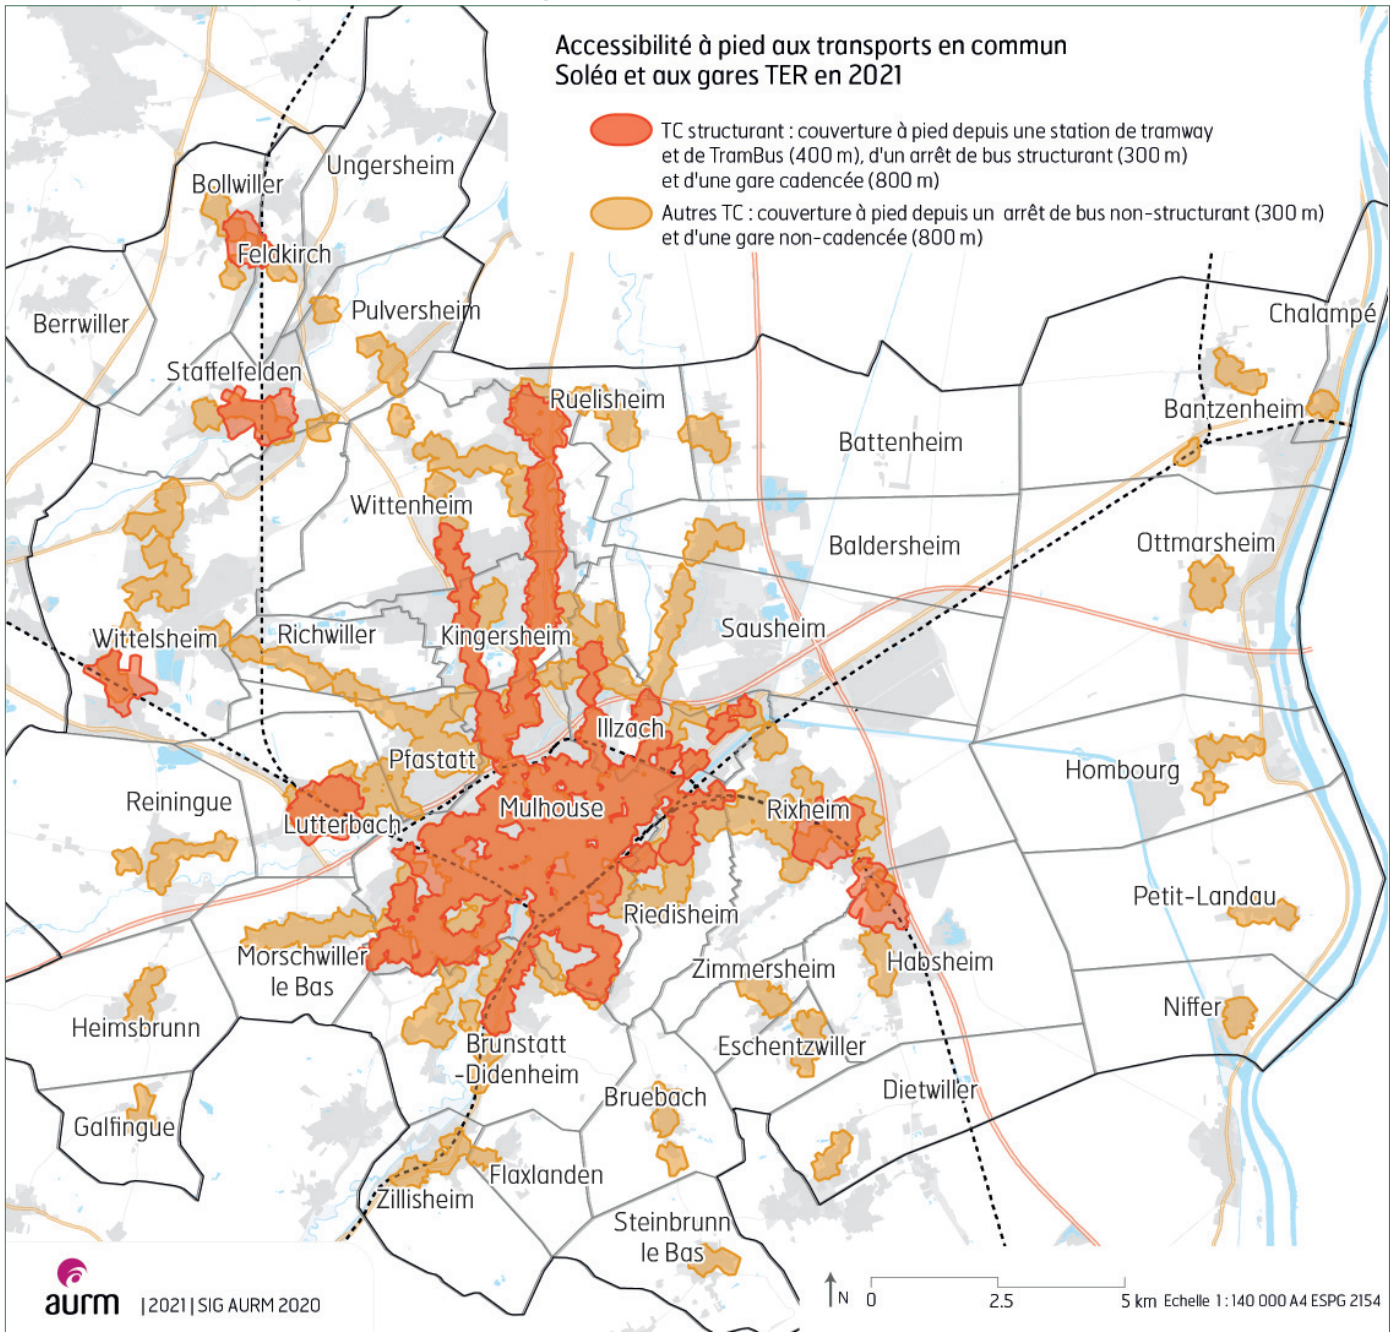 Accessibilité à pied aux transports en commun
Soléa et aux gares TER en 2021
TC structurant : couverture à pied depuis une station de tramway
et de TramBus (400 m), d'un arrêt de bus structurant (300 m)
et d'une gare cadencée (800 m)
Autres TC : couverture à pied depuis un arrêt de bus non-structurant (300 m)
et d'une gare non-cadencée (800 m)
Ungersheim
Bollwiller
Feldkirch
Berrwiller
Pulversheim
Chalampé
Staffelfelden
Ruelisheim
Bantzenheim
Battenheim
Wittenheim
Baldersheim
Ottmarsheim
Wittelsheim
Richwiller
Kingersheim
Sausheim
Illzach
Pfastatt
Hombourg
Reiningue
Mulhouse
Rixheim
Lutterbach
Petit-Landau
Riedisheim
Morschwiller
le Bas
Zimmersheim
Habsheim
Niffer
Heimsbrunn
Brunstatt
-Didenheim
Eschentzwiller
Dietwiller
Bruebach
Galfingue
Flaxlanden
Zillisheim
Steinbrunn
le Bas
aurm | 2021 | SIG AURM 2020
N 0 2.5 5 km Echelle 1 : 140 000 A4 ESPG 2154